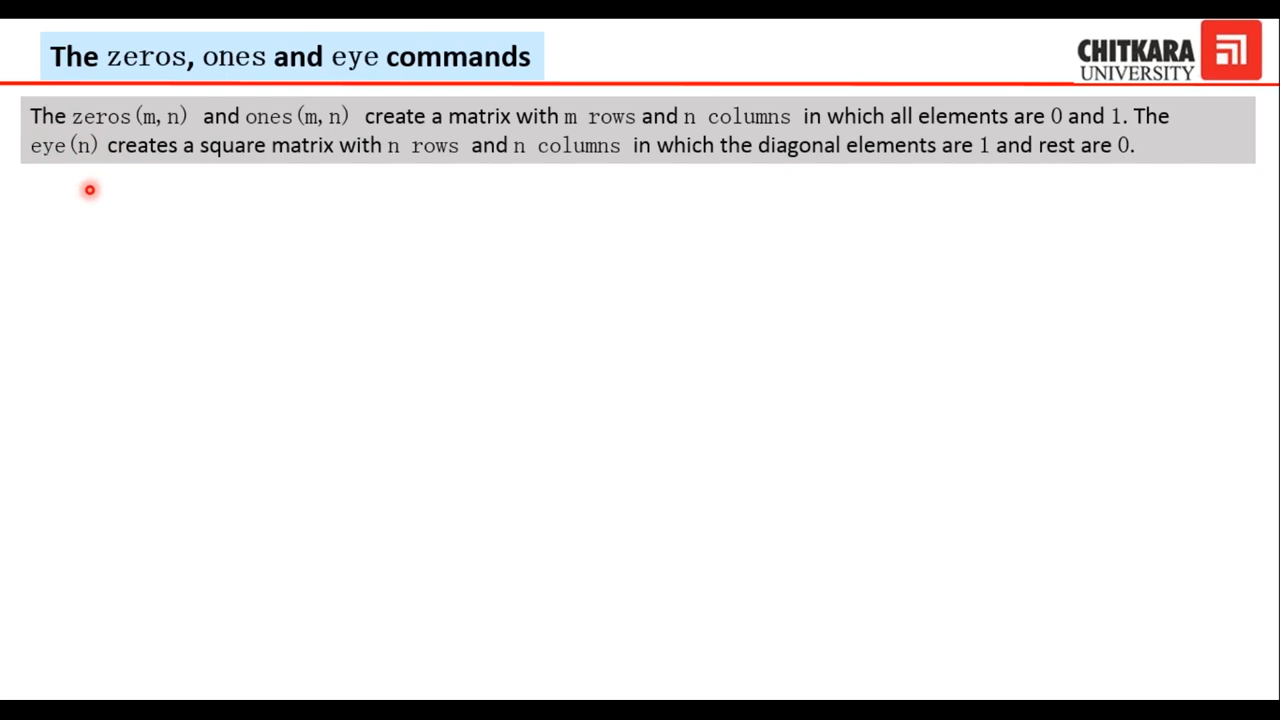 The zeros, ones and eye commands
CHITKARA
UNIVERSITY
The zeros(m,n) and ones(m,n) create a matrix with m rows and n columns in which all elements are 0 and 1. The
eye(n) creates a square matrix with n rows and n columns in which the diagonal elements are 1 and rest are 0.